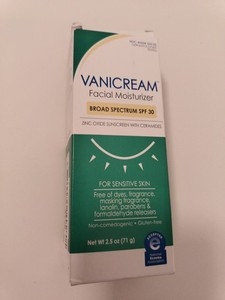 VANICREAM
Facial Moisturizer
BROAD SPECTRUM SPF 30
ZINC OXIDE SUNSCREEN WITH CERAMIDES
FOR SENSITIVE SKIN
Free of dyes, fragrance,
masking fragrance,
lanolin, parabens &
formaldehyde releasers
Non-comedogenic • Gluten free
Net Wt 2.5 oz (71 g)
e